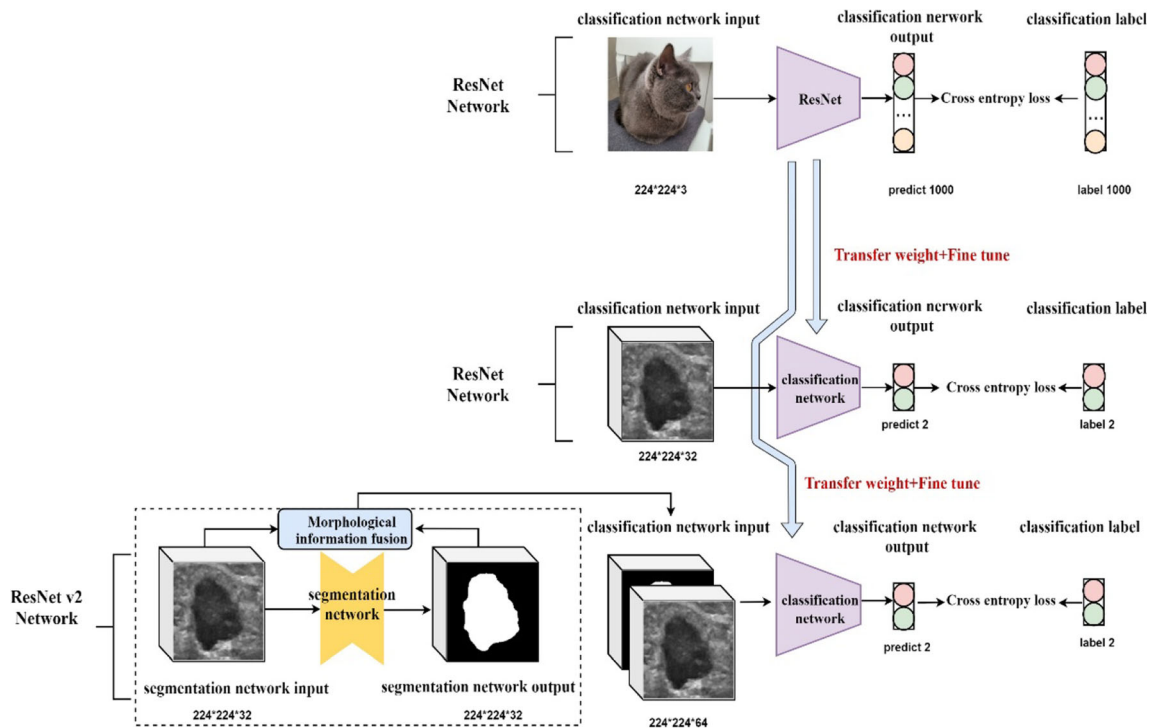 classification network input
classification nerwork
output
classification label
ResNet
Network
ResNet
...
...
Cross entropy loss
224*224*3
predict 1000
label 1000
Transfer weight+Fine tune
classification network input
classification nerwork
output
classification label
ResNet
Network
classification
network
Cross entropy loss
predict 2
label 2
224*224*32
Transfer weight+Fine tune
Morphological
information fusion
classification network input
classification network
output
classification label
ResNet v2
Network
segmentation
network
classification
network
Cross entropy loss
predict 2
label 2
segmentation network input
segmentation network output
224*224*32
224*224*32
224*224*64